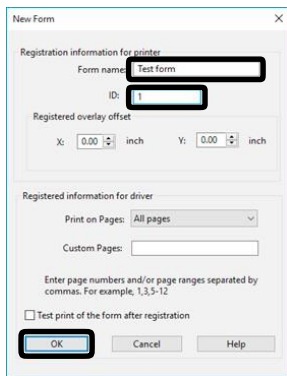 New Form
Registration information for printer
Form name: Test form
ID: 1
Registered overlay offset
X: 0.00 inch Y: 0.00 inch
Registered information for driver
Print on Pages: All pages
Custom Pages:
Enter page numbers and/or page ranges separated by
commas. For example, 1,3,5-12
Test print of the form after registration
OK Cancel Help